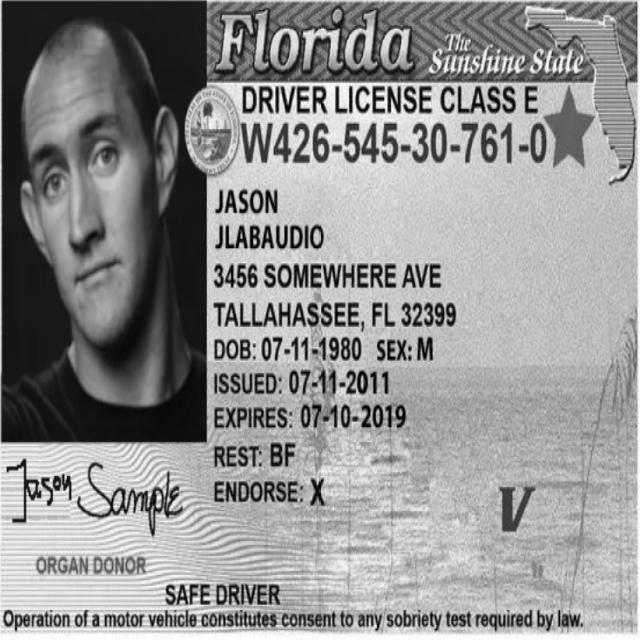 Florida The Sunshine State
DRIVER LICENSE CLASS E
W426-545-30-761-0
JASON
JLABAUDIO
3456 SOMEWHERE AVE
TALLAHASSEE, FL 32399
DOB: 07-11-1980 SEX: M
ISSUED: 07-11-2011
EXPIRES: 07-10-2019
REST: BF
ENDORSE: X
V
Jason Sample
ORGAN DONOR
SAFE DRIVER
Operation of a motor vehicle constitutes consent to any sobriety test required by law.